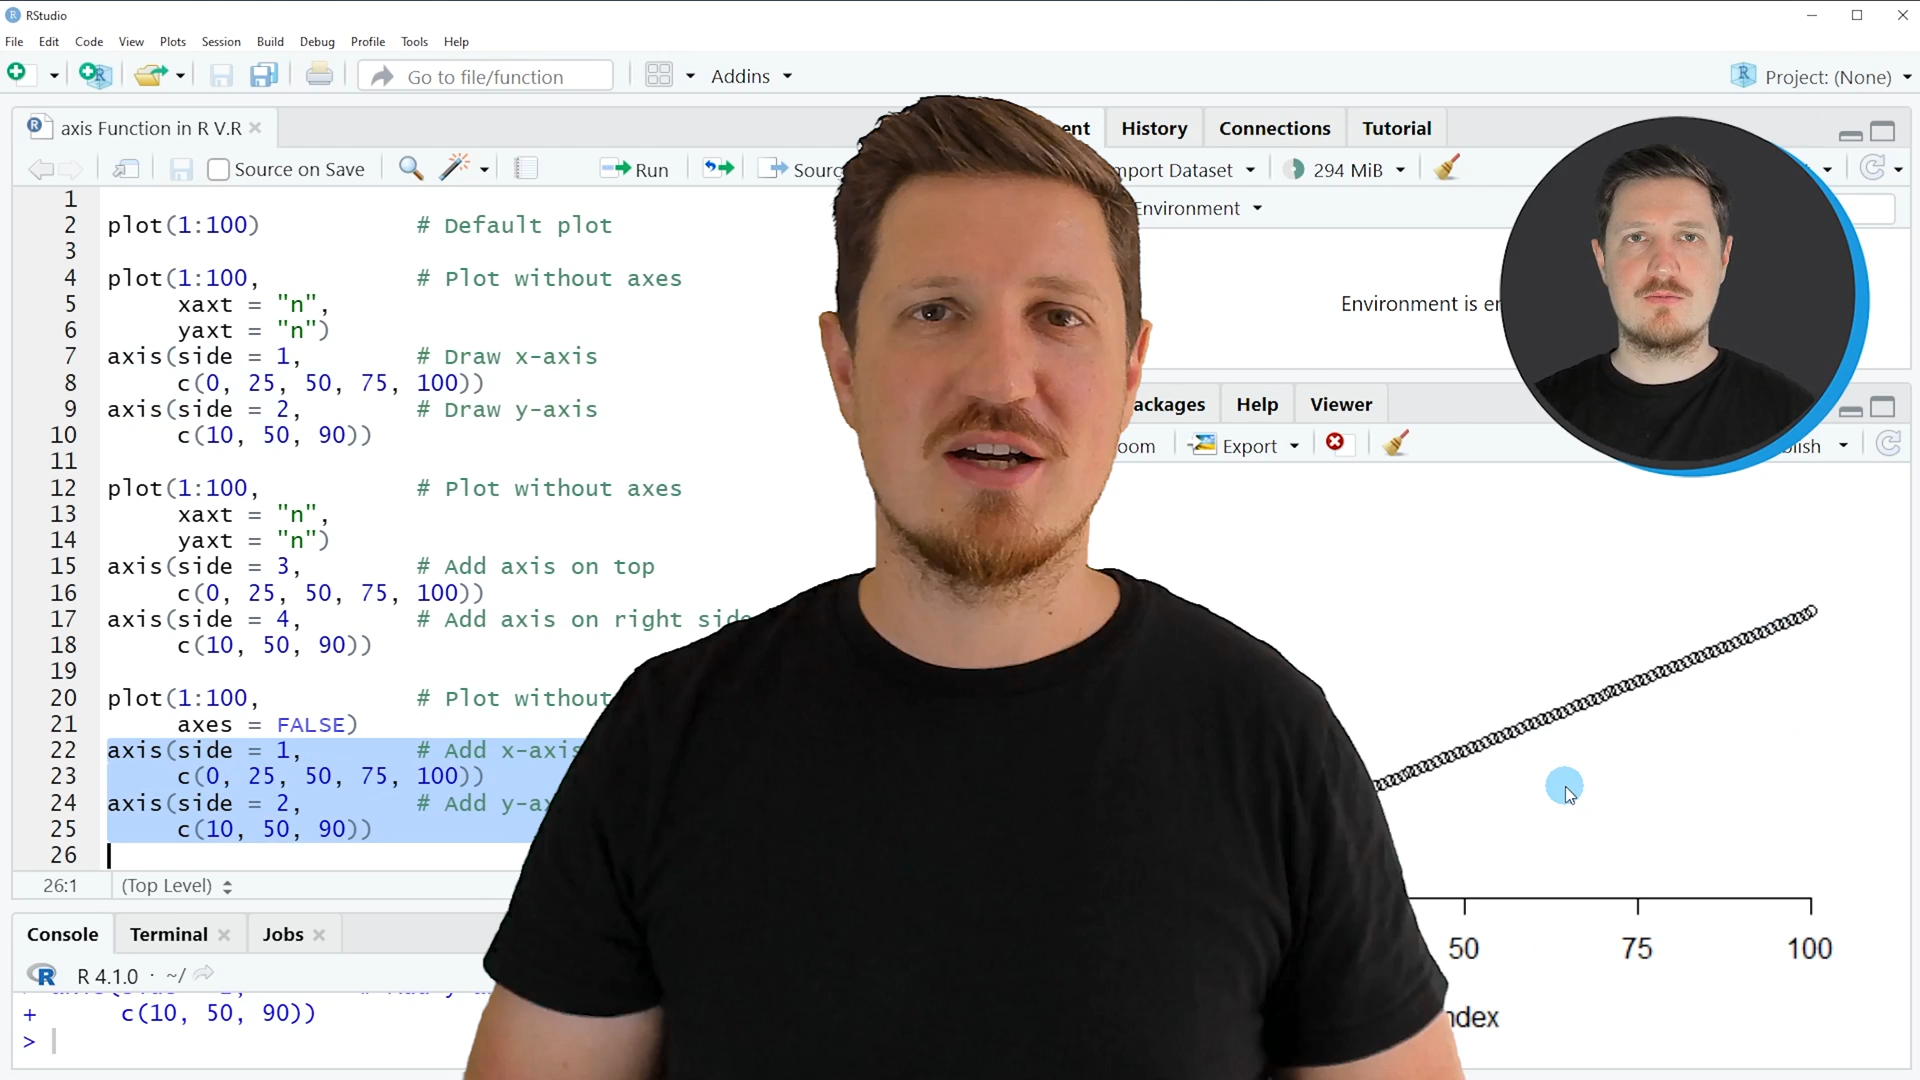 RStudio
File Edit Code View Plots Session Build Debug Profile Tools Help
Go to file/function Addins Project: (None)
axis Function in R V.R
History Connections Tutorial
Source on Save Run
Dataset 294 MiB
Environment
1
2 plot(1:100) # Default plot
3
4 plot(1:100, # Plot without axes
5 xaxt = "n",
6 yaxt = "n")
7 axis(side = 1, # Draw x-axis
8 c(0, 25, 50, 75, 100))
9 axis(side = 2, # Draw y-axis
10 c(10, 50, 90))
11
12 plot(1:100, # Plot without axes
13 xaxt = "n",
14 yaxt = "n")
15 axis(side = 3, # Add axis on top
16 c(0, 25, 50, 75, 100))
17 axis(side = 4, # Add axis on right side
18 c(10, 50, 90))
19
20 plot(1:100, # Plot without
21 axes = FALSE)
22 axis(side = 1, # Add x-axis
23 c(0, 25, 50, 75, 100))
24 axis(side = 2, # Add y-ax
25 c(10, 50, 90))
26
26:1 (Top Level)
Console Terminal Jobs
R 4.1.0 · ~/
+ c(10, 50, 90))
>
Environment is
Help Viewer
Export
50 75 100